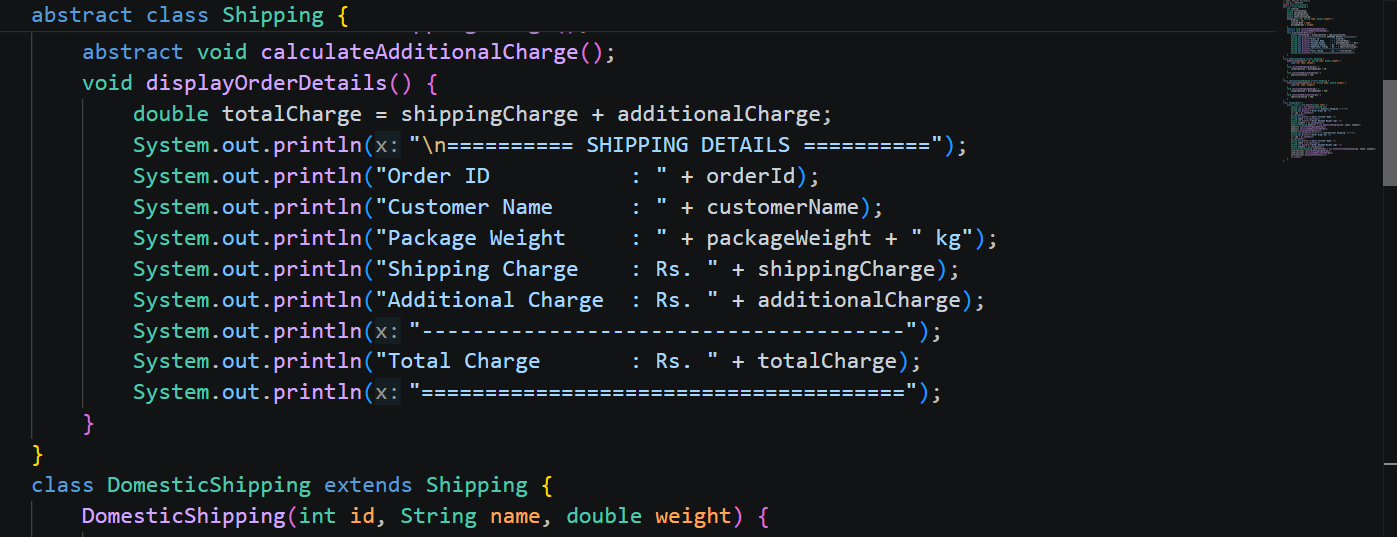 abstract class Shipping {
    abstract void calculateAdditionalCharge();
    void displayOrderDetails() {
        double totalCharge = shippingCharge + additionalCharge;
        System.out.println(x: "\n========== SHIPPING DETAILS ==========");
        System.out.println("Order ID           : " + orderId);
        System.out.println("Customer Name      : " + customerName);
        System.out.println("Package Weight     : " + packageWeight + " kg");
        System.out.println("Shipping Charge    : Rs. " + shippingCharge);
        System.out.println("Additional Charge  : Rs. " + additionalCharge);
        System.out.println(x: "--------------------------------------");
        System.out.println("Total Charge       : Rs. " + totalCharge);
        System.out.println(x: "======================================");
    }
}
class DomesticShipping extends Shipping {
    DomesticShipping(int id, String name, double weight) {